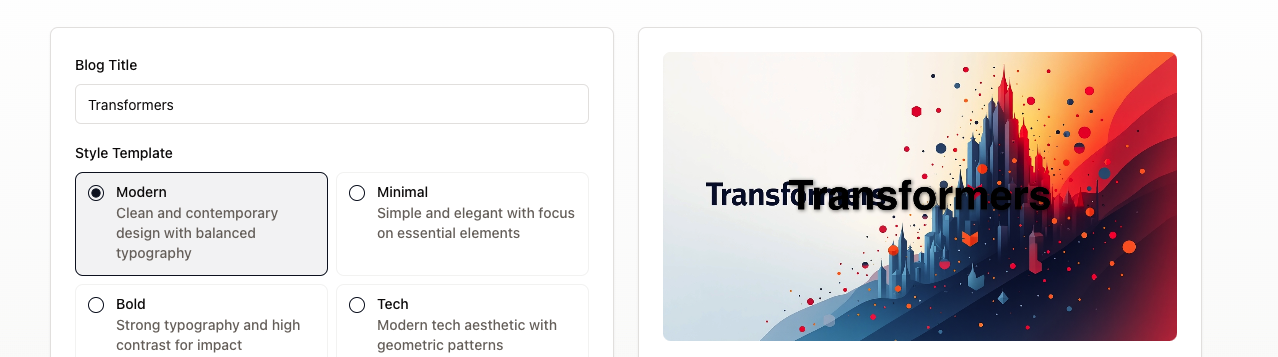 Blog Title
Transformers
Style Template
Modern
Clean and contemporary
design with balanced
typography
Minimal
Simple and elegant with focus
on essential elements
Bold
Strong typography and high
contrast for impact
Tech
Modern tech aesthetic with
geometric patterns
Transformers
Transformers